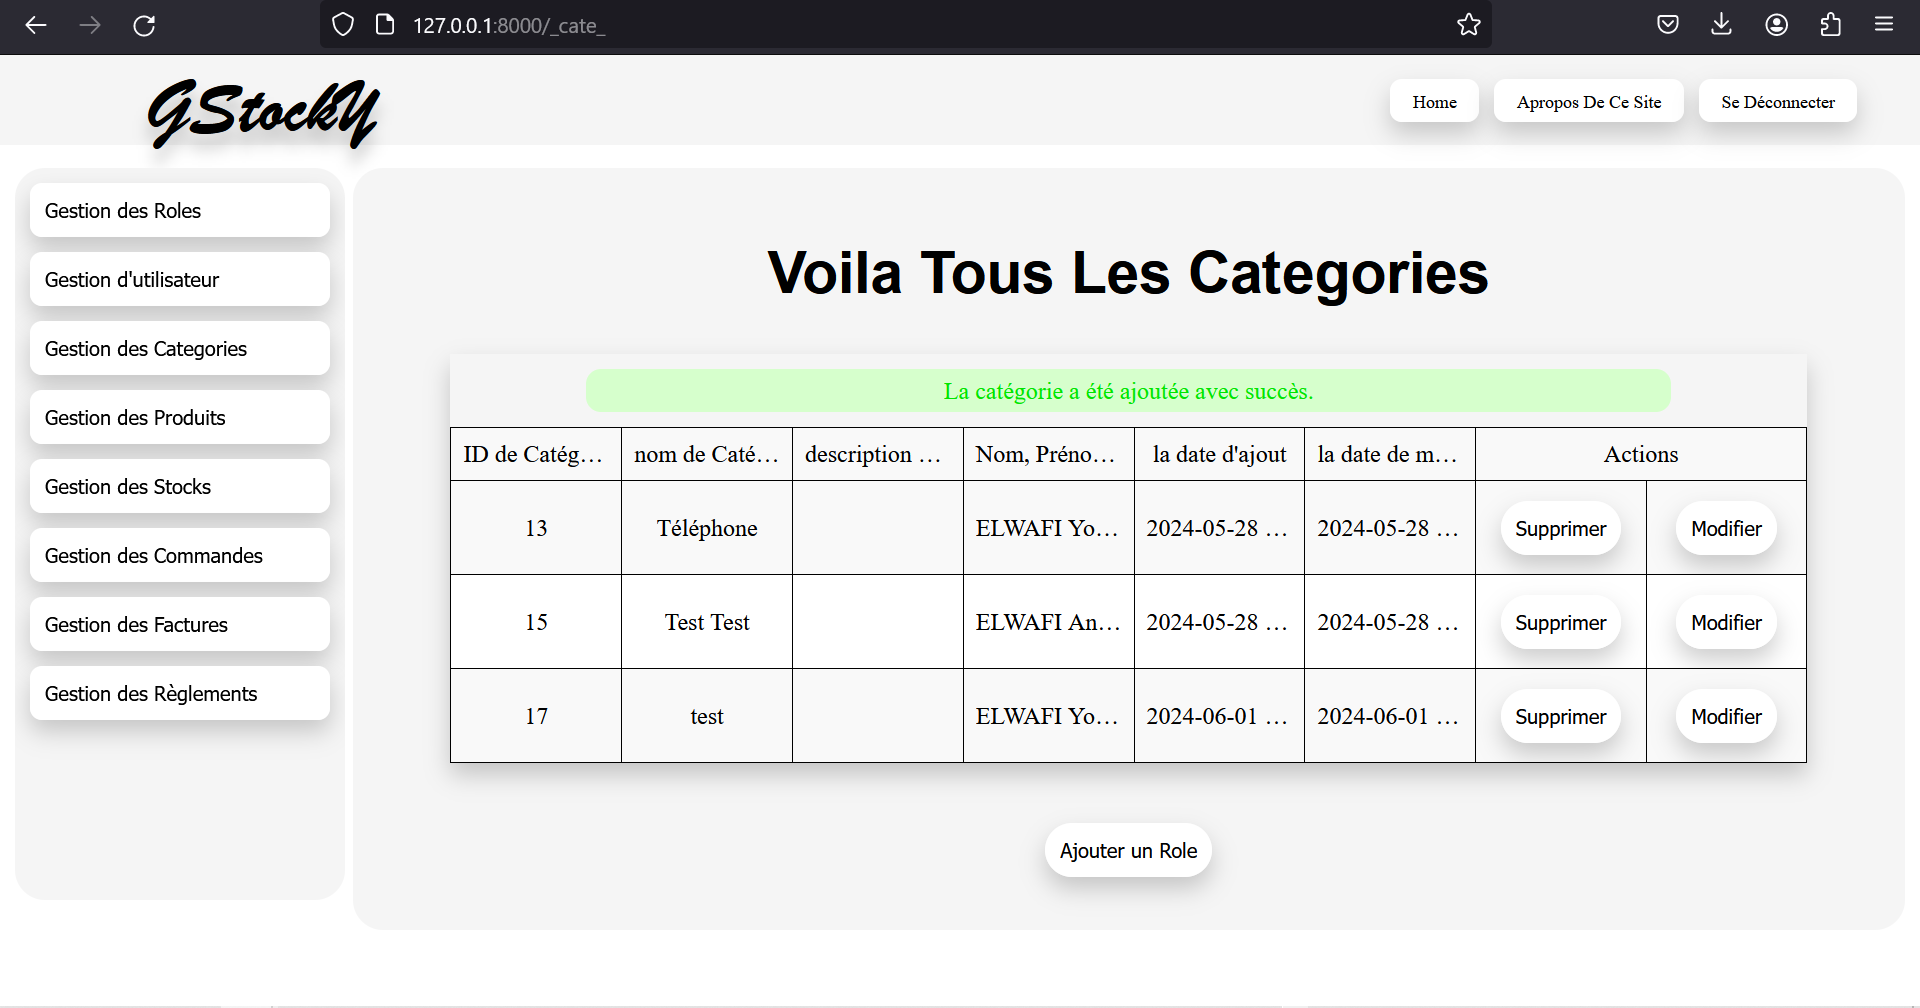 127.0.0.1:8000/_cate_
GStockY
Home
Apropos De Ce Site
Se Déconnecter
Gestion des Roles
Gestion d'utilisateur
Gestion des Categories
Gestion des Produits
Gestion des Stocks
Gestion des Commandes
Gestion des Factures
Gestion des Règlements
Voila Tous Les Categories
La catégorie a été ajoutée avec succès.
ID de Catég... nom de Caté... description ... Nom, Préno... la date d'ajout la date de m... Actions
13 Téléphone ELWAFI Yo... 2024-05-28 ... 2024-05-28 ... Supprimer Modifier
15 Test Test ELWAFI An... 2024-05-28 ... 2024-05-28 ... Supprimer Modifier
17 test ELWAFI Yo... 2024-06-01 ... 2024-06-01 ... Supprimer Modifier
Ajouter un Role